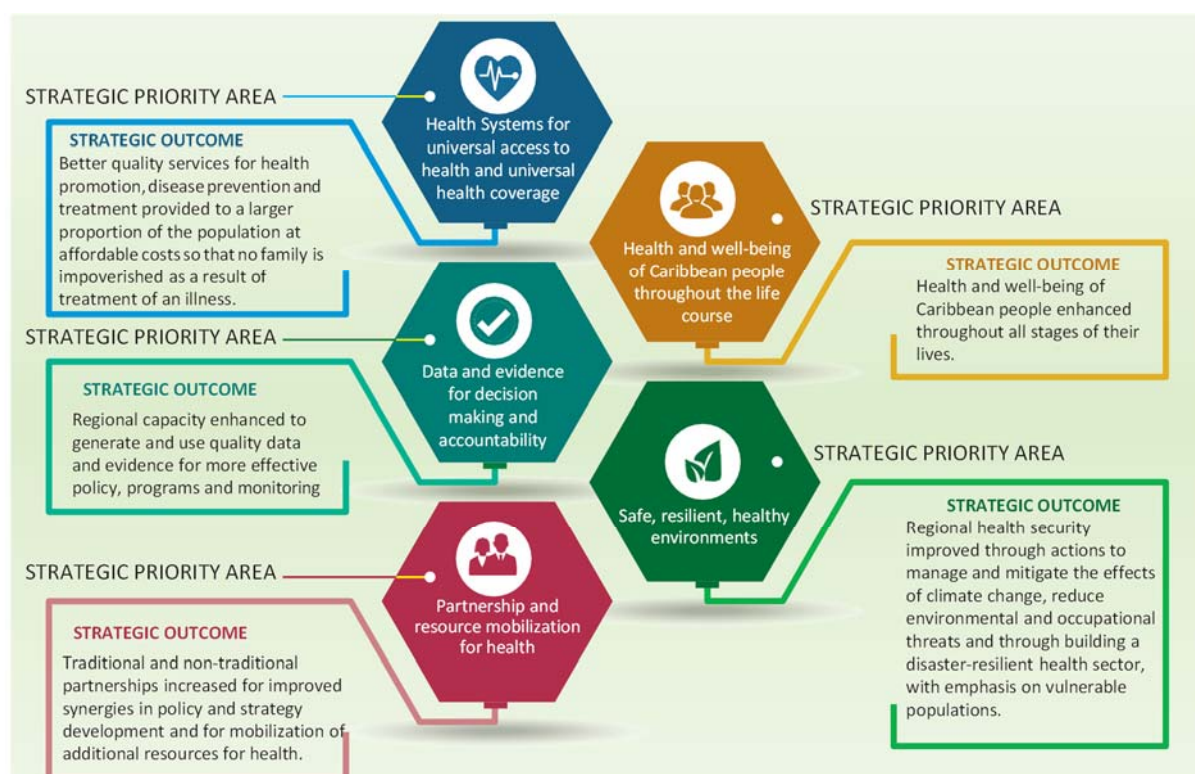 STRATEGIC PRIORITY AREA
Health Systems for
universal access to
health and universal
health coverage
STRATEGIC OUTCOME
Better quality services for health
promotion, disease prevention and
treatment provided to a larger
proportion of the population at
affordable costs so that no family is
impoverished as a result of
treatment of an illness.
STRATEGIC PRIORITY AREA
Health and well-being
of Caribbean people
throughout the life
course
STRATEGIC OUTCOME
Health and well-being of
Caribbean people enhanced
throughout all stages of their
lives.
STRATEGIC PRIORITY AREA
Data and evidence
for decision
making and
accountability
STRATEGIC OUTCOME
Regional capacity enhanced to
generate and use quality data
and evidence for more effective
policy, programs and monitoring
STRATEGIC PRIORITY AREA
Safe, resilient, healthy
environments
STRATEGIC OUTCOME
Regional health security
improved through actions to
manage and mitigate the effects
of climate change, reduce
environmental and occupational
threats and through building a
disaster-resilient health sector,
with emphasis on vulnerable
populations.
STRATEGIC PRIORITY AREA
Partnership and
resource mobilization
for health
STRATEGIC OUTCOME
Traditional and non-traditional
partnerships increased for improved
synergies in policy and strategy
development and for mobilization of
additional resources for health.